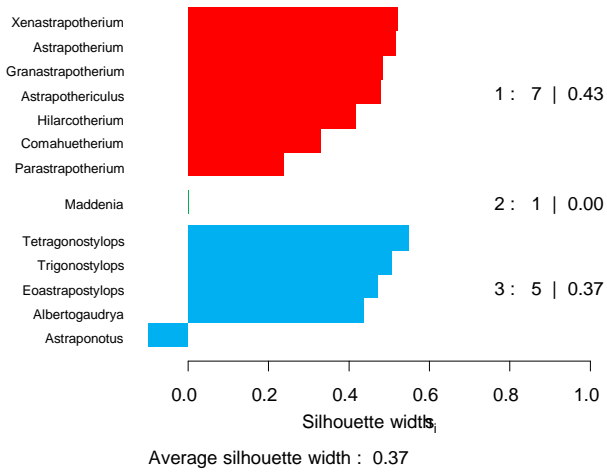 Xenastrapotherium
Astrapotherium
Granastrapotherium
Astrapothericulus
1 : 7 | 0.43
Hilarcotherium
Comahuetherium
Parastrapotherium
Maddenia
2 : 1 | 0.00
Tetragonostylops
Trigonostylops
Eoastrapostylops
3 : 5 | 0.37
Albertogaudrya
Astraponotus
0.0 0.2 0.4 0.6 0.8 1.0
Silhouette width si
Average silhouette width : 0.37